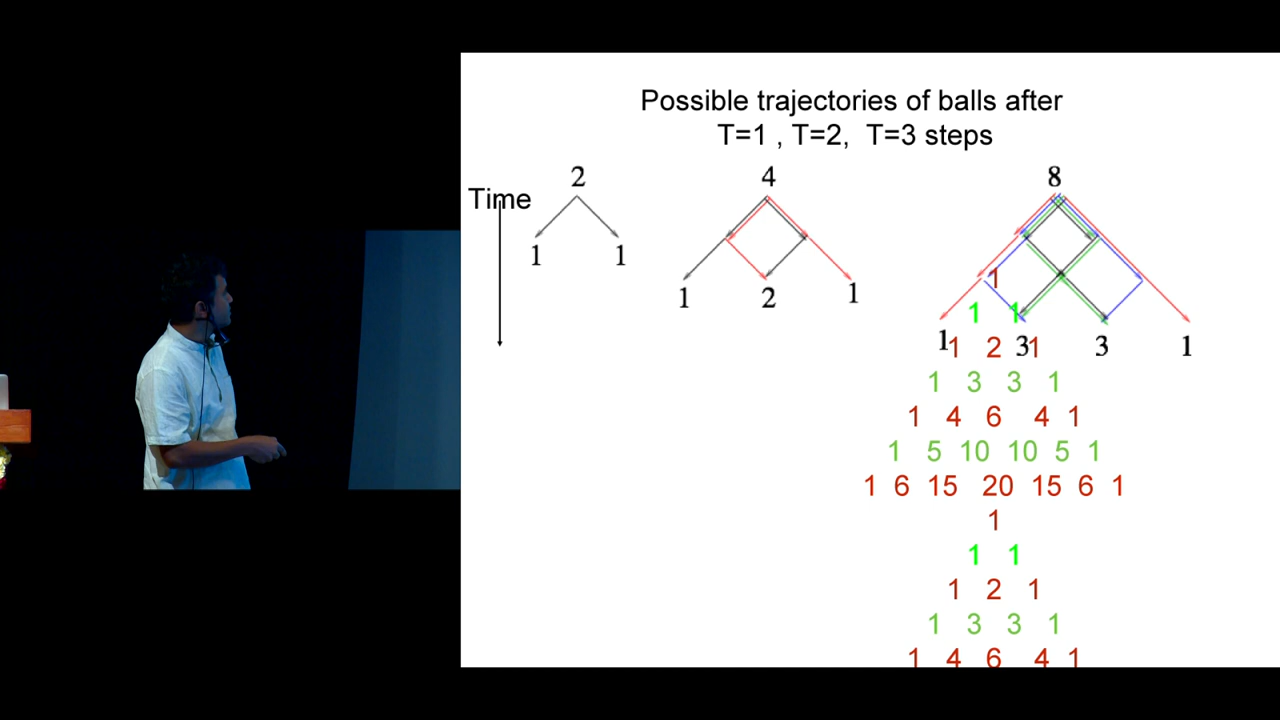 Possible trajectories of balls after
T=1 , T=2,  T=3 steps
Time
2
4
8
1 1
1 2 1
1 3 3 1
1
1 1
1 2 1
1 3 3 1
1 4 6 4 1
1 5 10 10 5 1
1 6 15 20 15 6 1
1
1 1
1 2 1
1 3 3 1
1 4 6 4 1